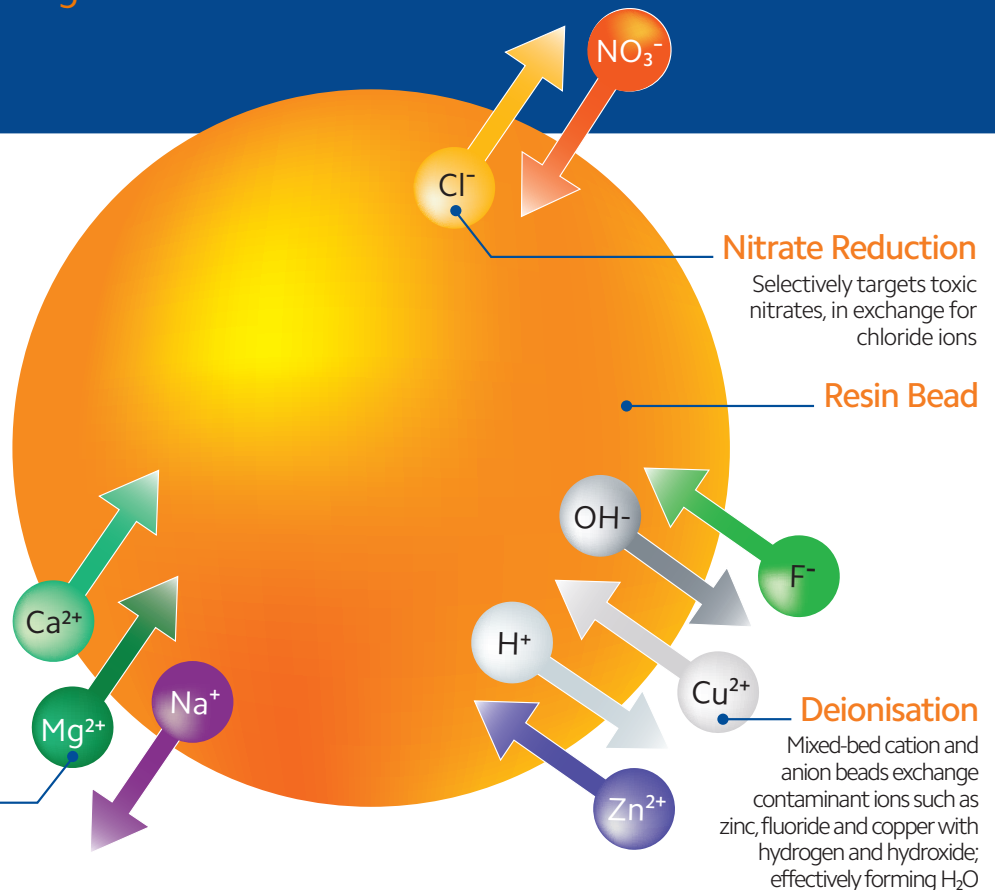 NO₃⁻
Cl⁻
Nitrate Reduction
Selectively targets toxic
nitrates, in exchange for
chloride ions
Resin Bead
OH-
F⁻
Ca²⁺
H⁺
Cu²⁺
Na⁺
Mg²⁺
Zn²⁺
Deionisation
Mixed-bed cation and
anion beads exchange
contaminant ions such as
zinc, fluoride and copper with
hydrogen and hydroxide;
effectively forming H₂O